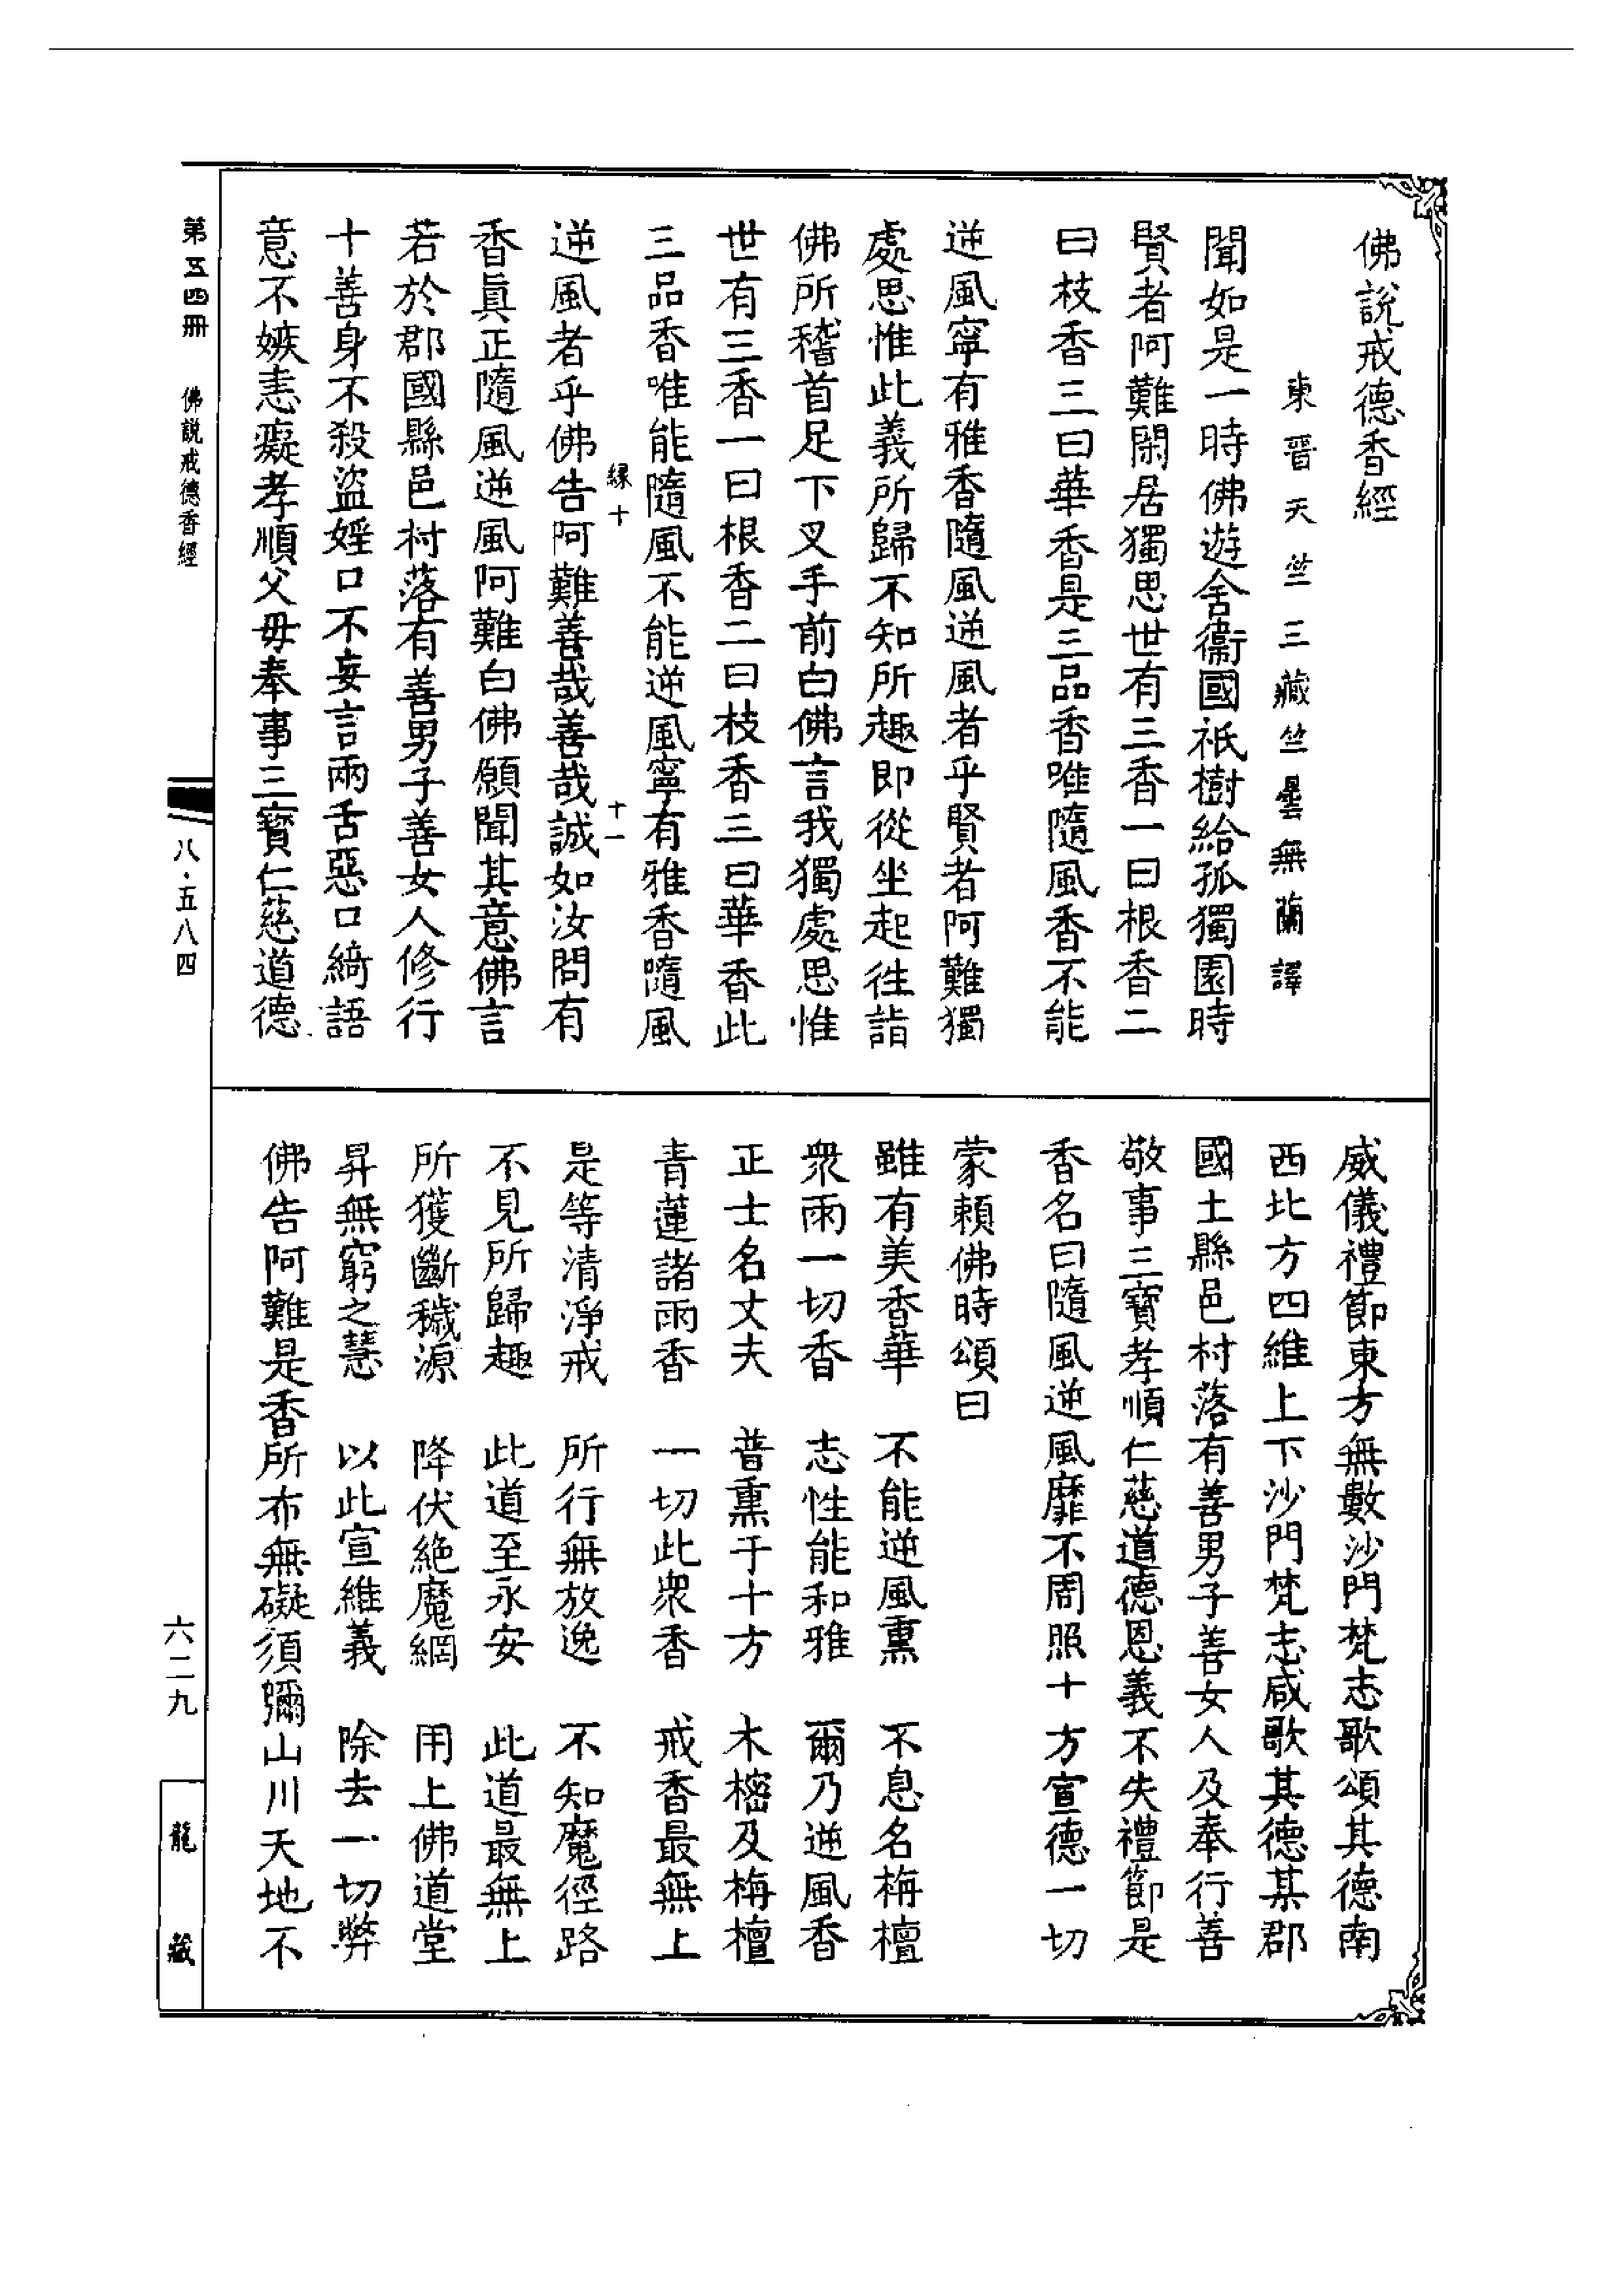 佛說戒德香經
東晉天竺三藏竺曇無蘭譯
聞如是一時佛遊舍衞國祇樹給孤獨園時
賢者阿難閑居獨思世有三香一曰根香二
曰枝香三曰華香是三品香唯隨風香不能
逆風寧有雅香隨風逆風者乎賢者阿難獨
處思惟此義所歸不知所趣即從坐起往詣
佛所稽首足下叉手前白佛言我獨處思惟
世有三香一曰根香二曰枝香三曰華香此
三品香唯能隨風不能逆風寧有雅香隨風
縁十
十一
逆風者乎佛告阿難善哉善哉誠如汝問有
香眞正隨風逆風阿難白佛願聞其意佛言
若於郡國縣邑村落有善男子善女人修行
十善身不殺盜婬口不妄言兩舌惡口綺語
意不嫉恚癡孝順父母奉事三寶仁慈道德
威儀禮節東方無數沙門梵志歌頌其德南
西北方四維上下沙門梵志咸歌其德某郡
國土縣邑村落有善男子善女人及奉行善
敬事三寶孝順仁慈道德恩義不失禮節是
香名曰隨風逆風靡不周照十方宣德一切
蒙賴佛時頌曰
雖有美香華　不能逆風熏　不息名栴檀
衆雨一切香　志性能和雅　爾乃逆風香
正士名丈夫　普熏于十方　木櫁及栴檀
青蓮諸雨香　一切此衆香　戒香最無上
是等清淨戒　所行無放逸　不知魔徑路
不見所歸趣　此道至永安　此道最無上
所獲斷穢源　降伏絶魔網　用上佛道堂
昇無窮之慧　以此宣維義　除去一切弊
佛告阿難是香所布無礙須彌山川天地不
第五四冊　佛説戒德香經
八·五八四
六二九
龍藏